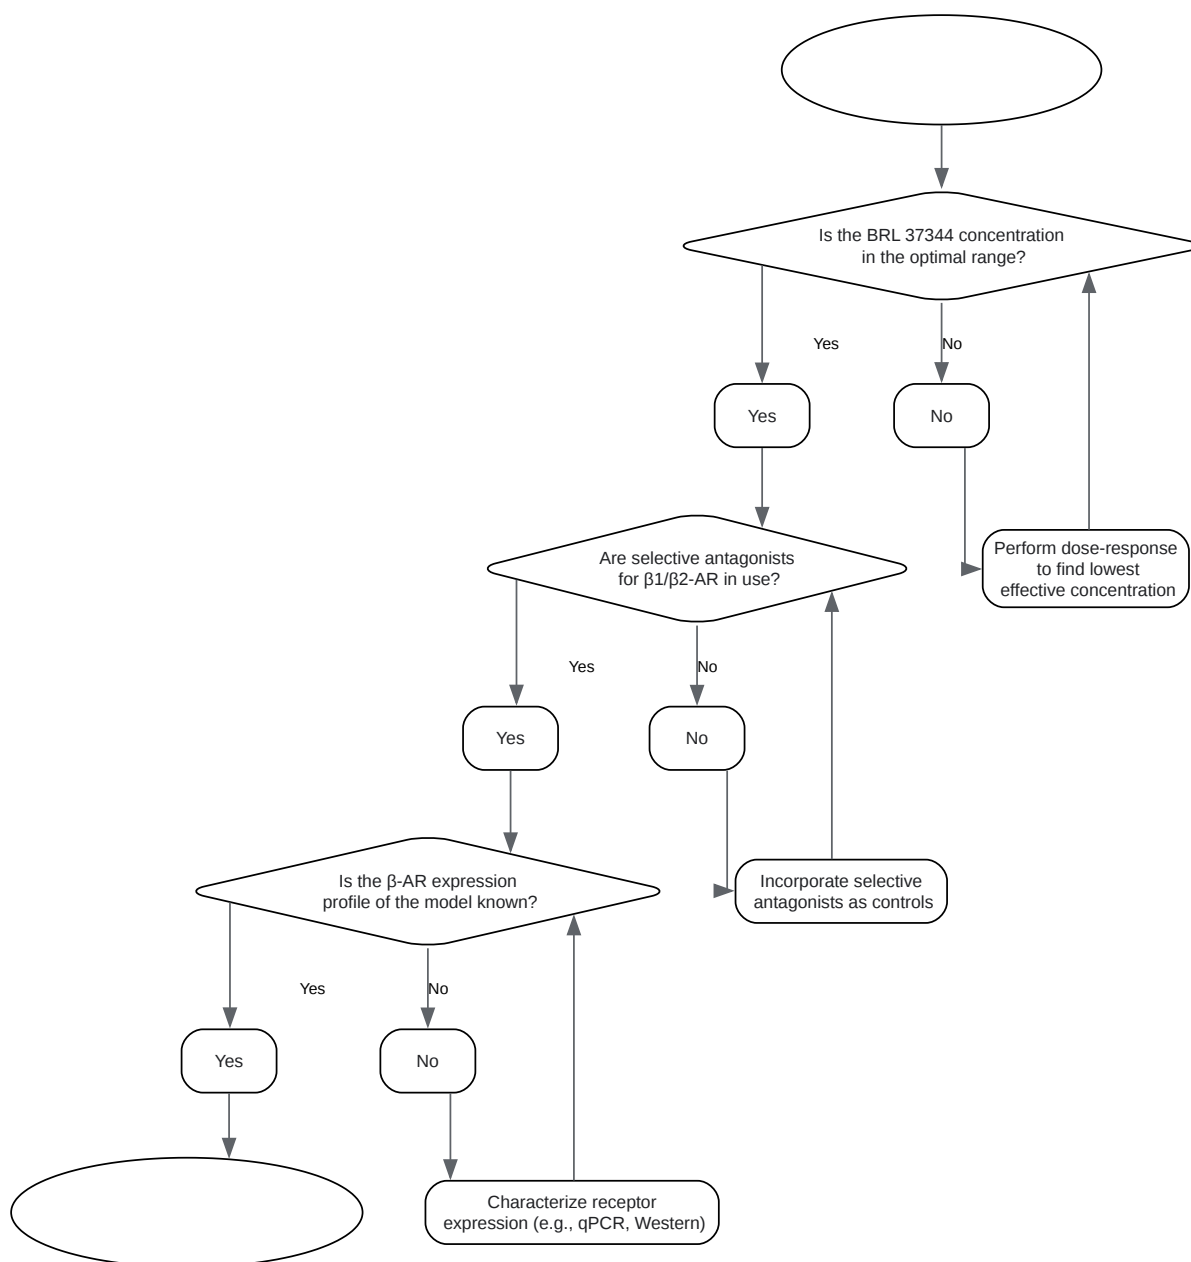 Is the BRL 37344 concentration
in the optimal range?
Yes
No
Yes
No
Perform dose-response
to find lowest
effective concentration
Are selective antagonists
for β1/β2-AR in use?
Yes
No
Yes
No
Incorporate selective
antagonists as controls
Is the β-AR expression
profile of the model known?
Yes
No
Yes
No
Characterize receptor
expression (e.g., qPCR, Western)